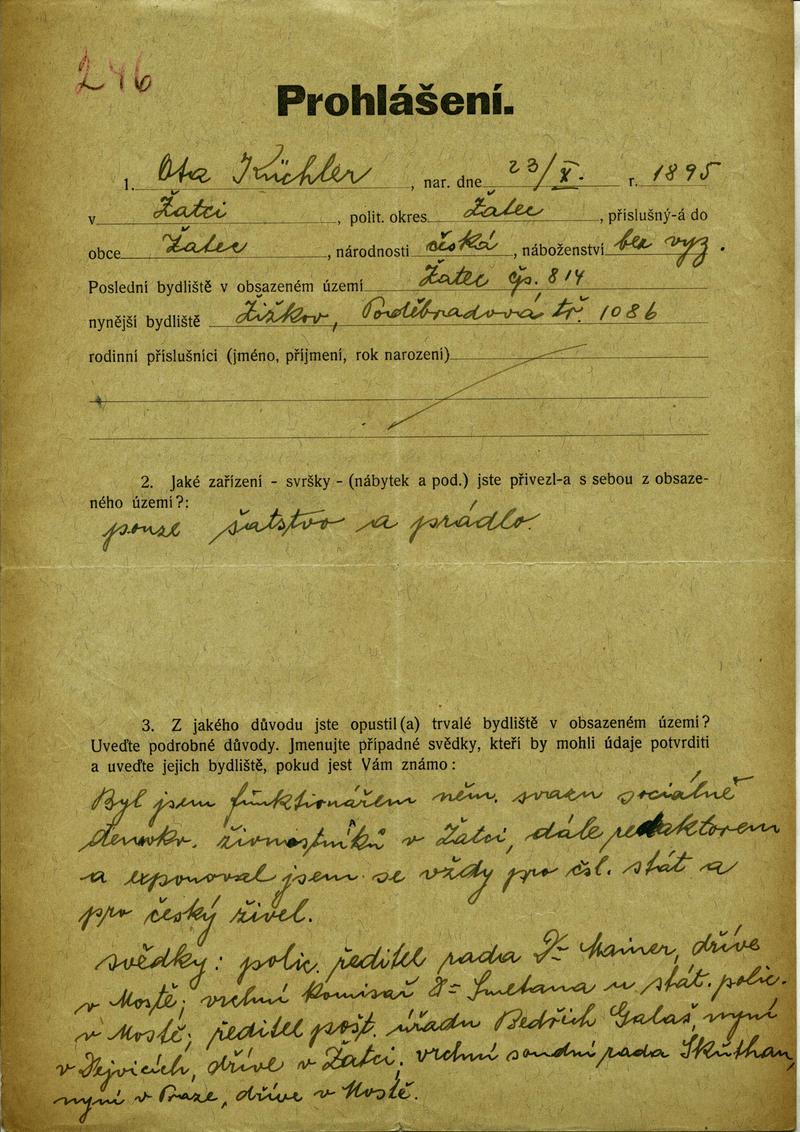 246
Prohlášení.
1. Ota Küchler, nar. dne 23/X. r. 1895
v Žatci, polit. okres Žatec, příslušný-á do
obce Žatec, národnosti česká, náboženství bez vyz.
Poslední bydliště v obsazeném území Žatec čp. 814
nynější bydliště Žižkov, Poděbradová tř. 1086
rodinní příslušníci (jméno, příjmení, rok narození)
2. Jaké zařízení - svršky - (nábytek a pod.) jste přivezl-a s sebou z obsaze-
ného území?:
pouze šatstvo a prádlo.
3. Z jakého důvodu jste opustil(a) trvalé bydliště v obsazeném území?
Uveďte podrobné důvody. Jmenujte případné svědky, kteří by mohli údaje potvrditi
a uveďte jejich bydliště, pokud jest Vám známo:
Byl jsem funktionářem něm. svazu sociálně
demokr. živnostníků v Žatci, dále redaktorem
a exponoval jsem se vždy pro čsl. stát a
pro český živel.
svědky: polic. ředitel rada Dr. Mainer, dříve
v Mostě; vrchní komisař Dr. Smetana u stát. polic.
v Mostě; ředitel pošt. úřadu Bedřich Galaš, nyní
v Dejvicích, dříve v Žatci; vrchní soudní rada Skuthan,
nyní v Praze, dříve v Mostě.